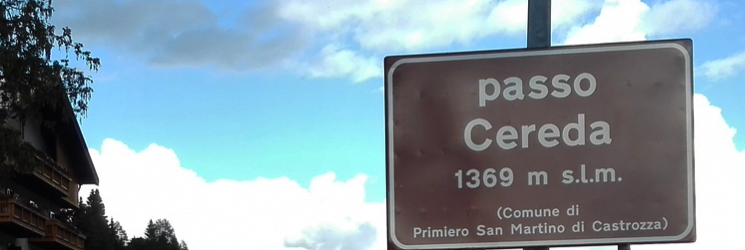 passo
Cereda
1369 m s.l.m.
(Comune di
Primiero San Martino di Castrozza)